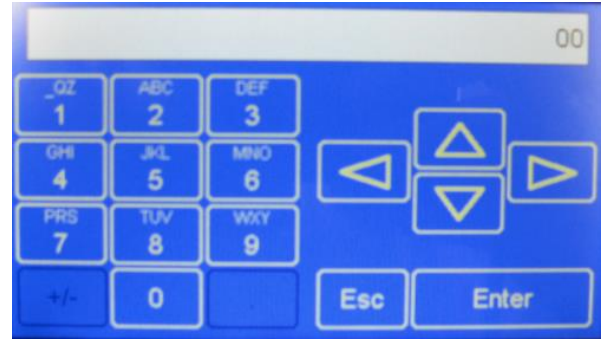 00
_QZ ABC DEF
1 2 3
GHI JKL MNO
4 5 6
PRS TUV WXY
7 8 9
+/- 0 . Esc Enter